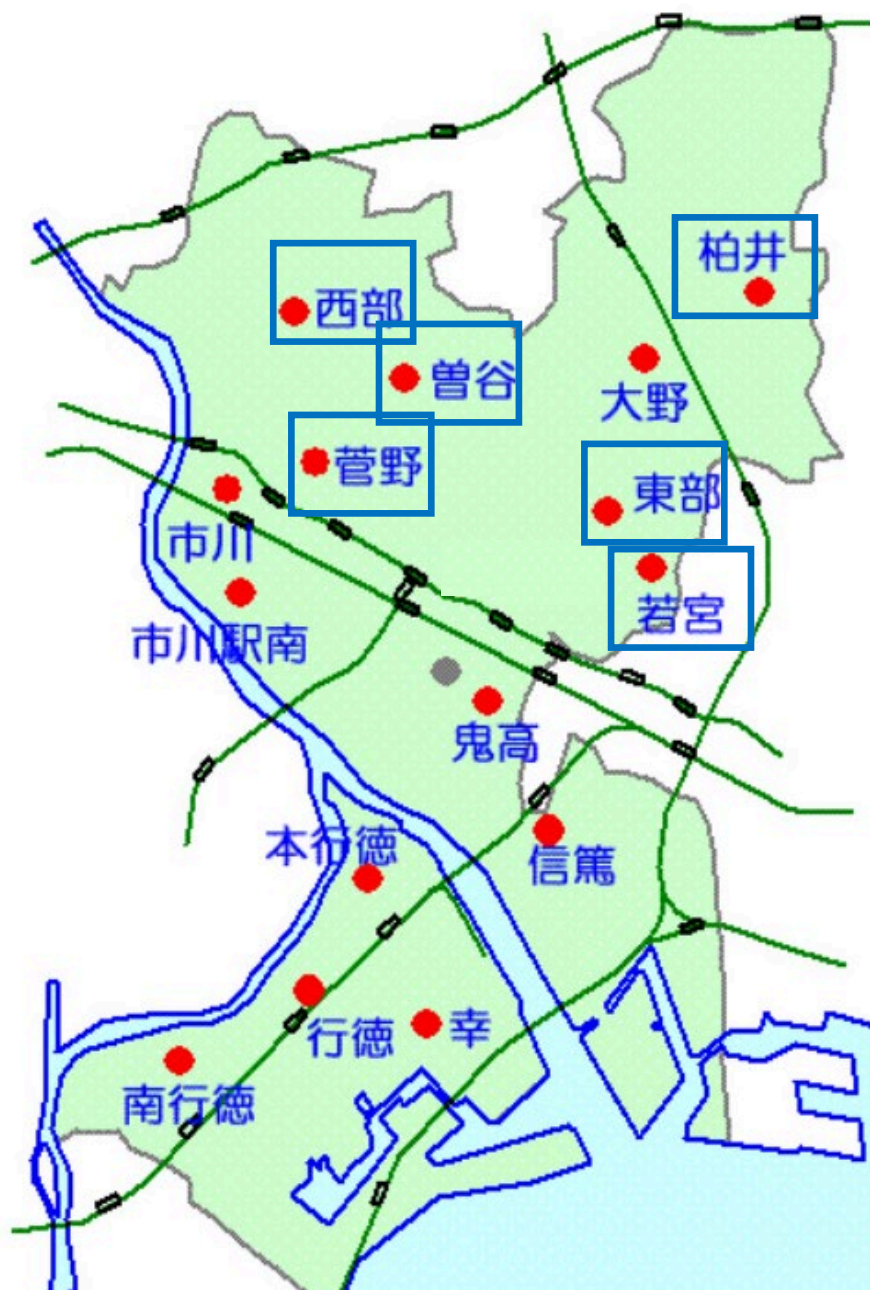 柏井
西部
曽谷
大野
菅野
東部
市川
若宮
市川駅南
鬼高
本行徳
信篤
行徳
幸
南行徳